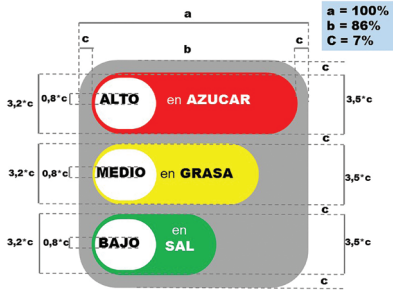 a
a = 100%
b = 86%
C = 7%
c b c
c
3,2*c 0,8*c ALTO en AZUCAR 3,5*c
c
3,2*c 0,8*c MEDIO en GRASA 3,5*c
c
3,2*c 0,8*c BAJO en 3,5*c
SAL
c